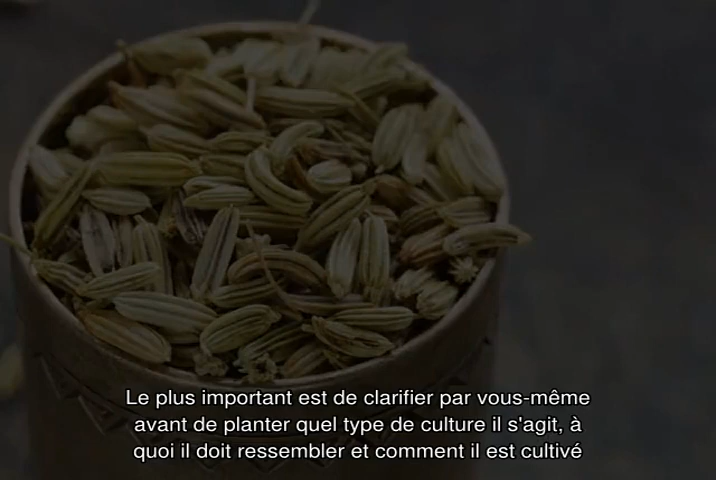 Le plus important est de clarifier par vous-même
avant de planter quel type de culture il s'agit, à
quoi il doit ressembler et comment il est cultivé